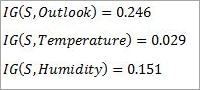 IG(S,Outlook) = 0.246
IG(S,Temperature) = 0.029
IG(S,Humidity) = 0.151